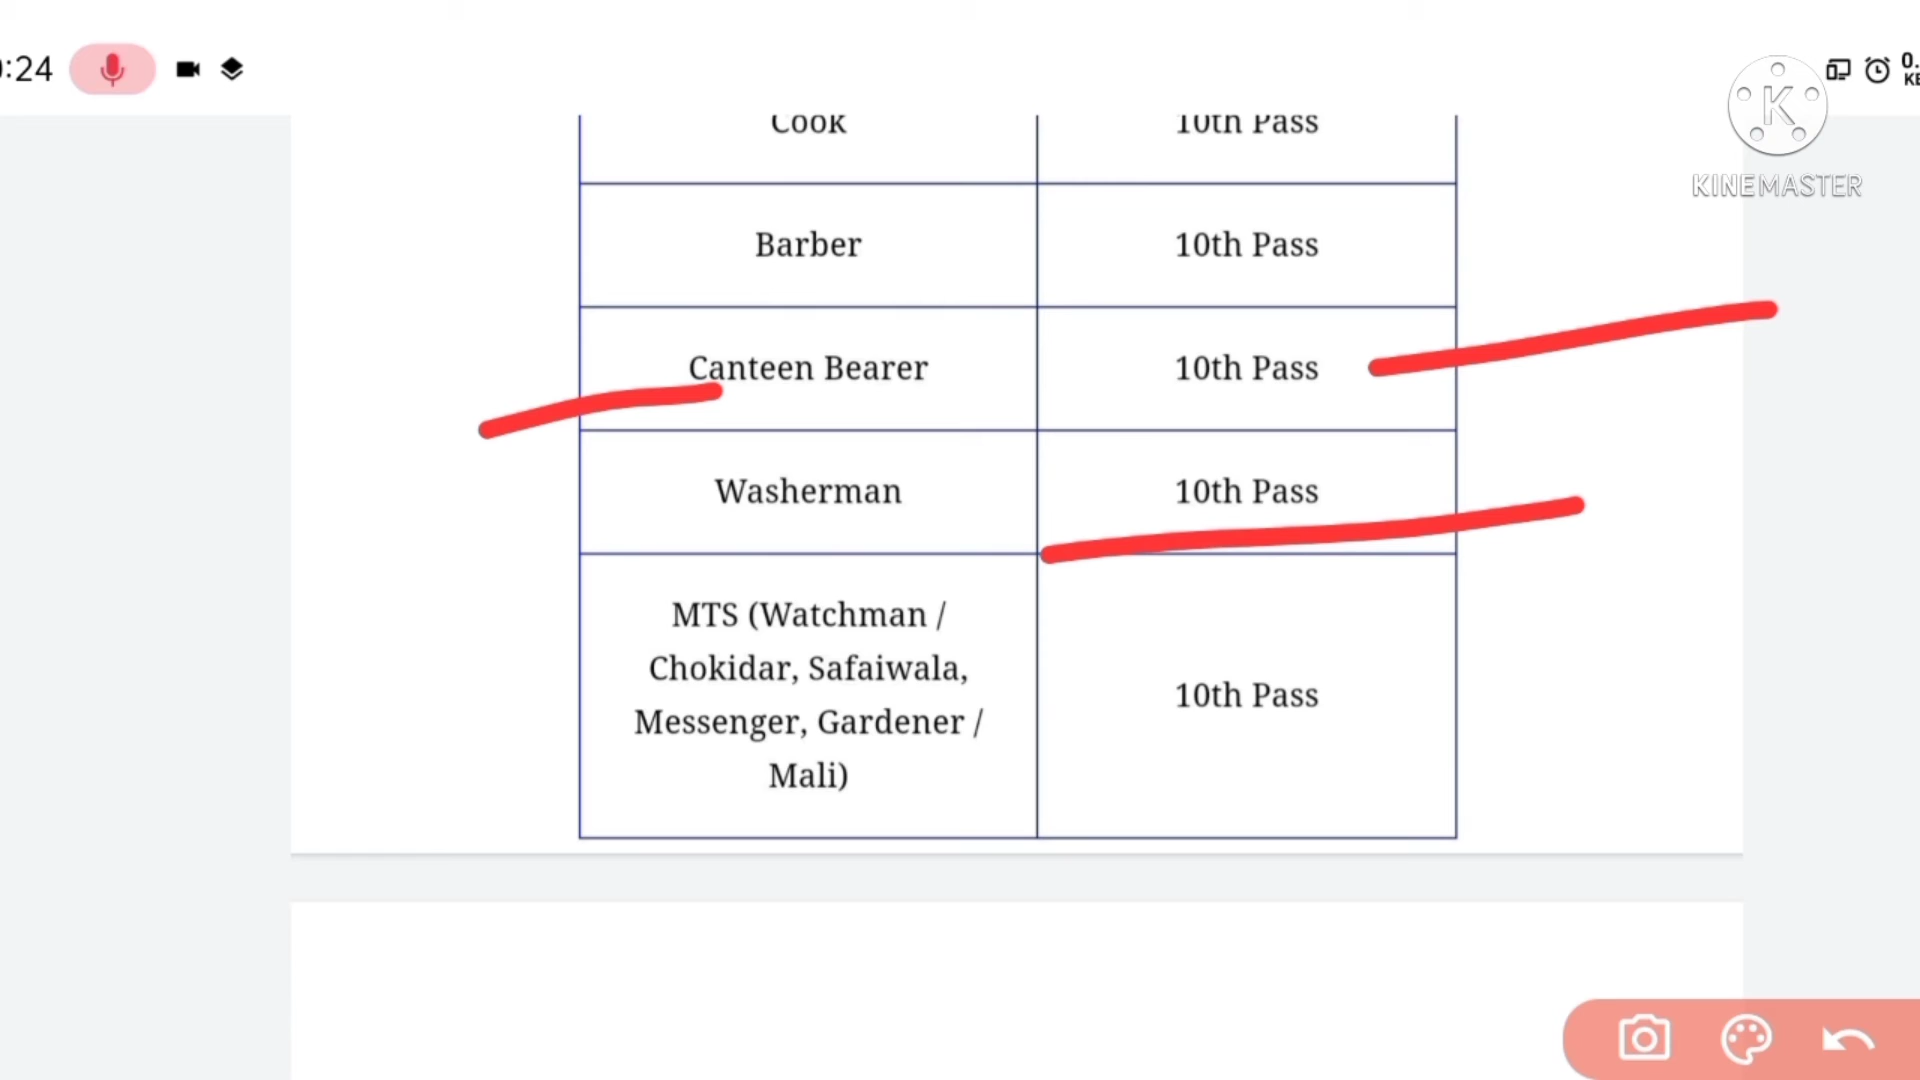 :24
0.
KINEMASTER
Cook 10th Pass
Barber 10th Pass
Canteen Bearer 10th Pass
Washerman 10th Pass
MTS (Watchman /
Chokidar, Safaiwala,
Messenger, Gardener /
Mali)
10th Pass